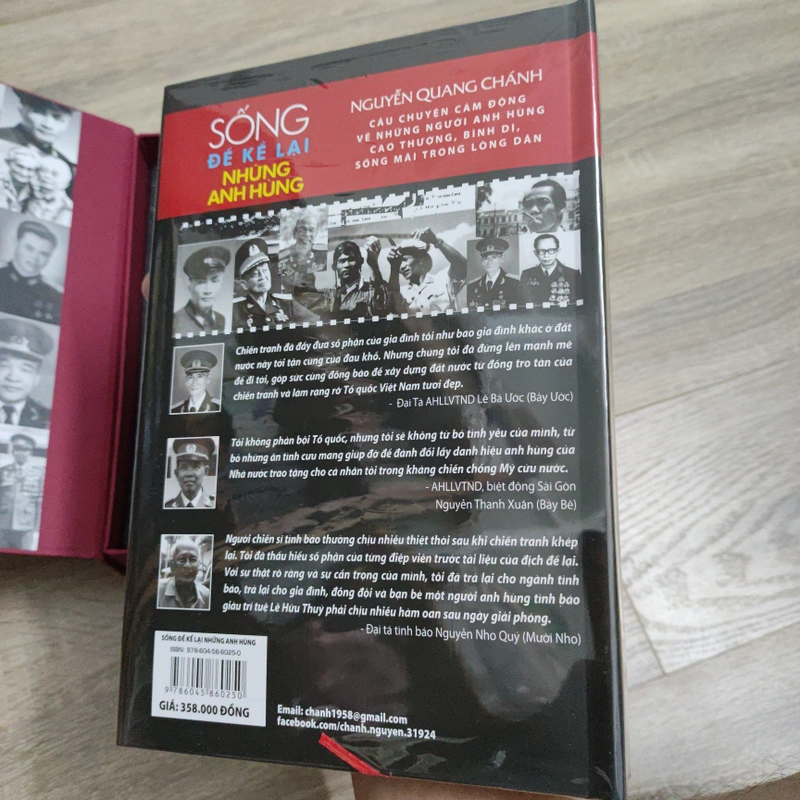 SỐNG
ĐỂ KỂ LẠI
NHỮNG
ANH HÙNG
NGUYỄN QUANG CHÁNH
CÂU CHUYỆN CẢM ĐỘNG
VỀ NHỮNG NGƯỜI ANH HÙNG
CAO THƯỢNG, BÌNH DỊ,
SỐNG MÃI TRONG LÒNG DÂN
Chiến tranh đã đẩy đưa số phận của gia đình tôi như bao gia đình khác ở đất
nước này tới tận cùng của đau khổ. Nhưng chúng tôi đã đứng lên mạnh mẽ
để đi tới, góp sức cùng đồng bào để xây dựng đất nước từ đống tro tàn của
chiến tranh và làm rạng rỡ Tổ quốc Việt Nam tươi đẹp.
- Đại Tá AHLLVTND Lê Bá Ước (Bảy Ước)
Tôi không phản bội Tổ quốc, nhưng tôi sẽ không từ bỏ tình yêu của mình, từ
bỏ những ân tình cưu mang giúp đỡ để đánh đổi lấy danh hiệu anh hùng của
Nhà nước trao tặng cho cá nhân tôi trong kháng chiến chống Mỹ cứu nước.
- AHLLVTND, biệt động Sài Gòn
Nguyễn Thanh Xuân (Bảy Bê)
Người chiến sĩ tình báo thường chịu nhiều thiệt thòi sau khi chiến tranh khép
lại. Tôi đã thấu hiểu số phận của từng điệp viên trước tài liệu của địch để lại.
Với sự thật rõ ràng và sự cẩn trọng của mình, tôi đã trả lại cho ngành tình
báo, trả lại cho gia đình, đồng đội và bạn bè một người anh hùng tình báo
giàu trí tuệ Lê Hữu Thuý phải chịu nhiều hàm oan sau ngày giải phóng.
- Đại tá tình báo Nguyễn Nho Quý (Mười Nho)
SỐNG ĐỂ KỂ LẠI NHỮNG ANH HÙNG
ISBN: 978-604-58-6025-0
9 786045 860250
GIÁ: 358.000 ĐỒNG
Email: chanh1958@gmail.com
facebook.com/chanh.nguyen.31924